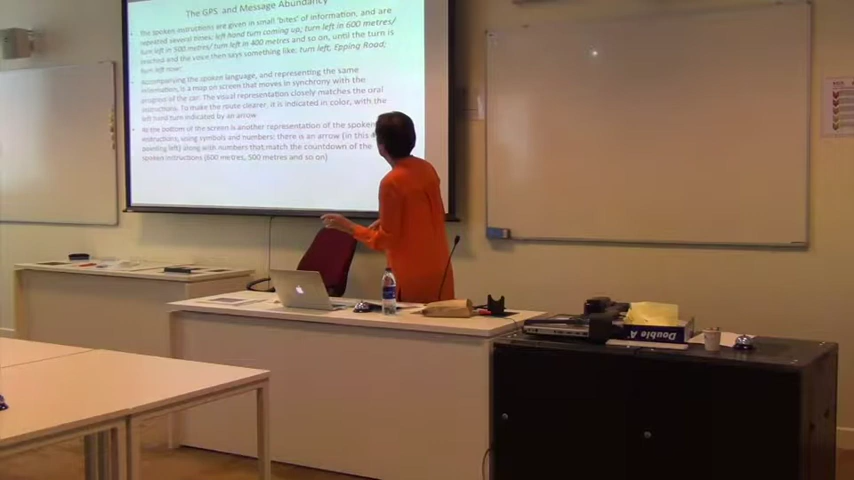 The GPS and Message Abundancy
The spoken instructions are given in small 'bites' of information, and are
repeated several times: left-hand turn coming up; turn left in 600 metres/
turn left in 500 metres/ turn left in 400 metres and so on, until the turn is
reached and the voice then says something like: turn left, Epping Road;
turn left now!
Accompanying the spoken language, and representing the same
information, is a map on screen that moves in synchrony with the
progress of the car. The visual representation closely matches the oral
instructions. To make the route clearer, it is indicated in color, with the
left hand turn indicated by an arrow.
At the bottom of the screen is another representation of the spoken
instructions, using symbols and numbers: there is an arrow (in this
pointing left) along with numbers that match the countdown of the
spoken instructions (600 metres, 500 metres and so on)
Double A